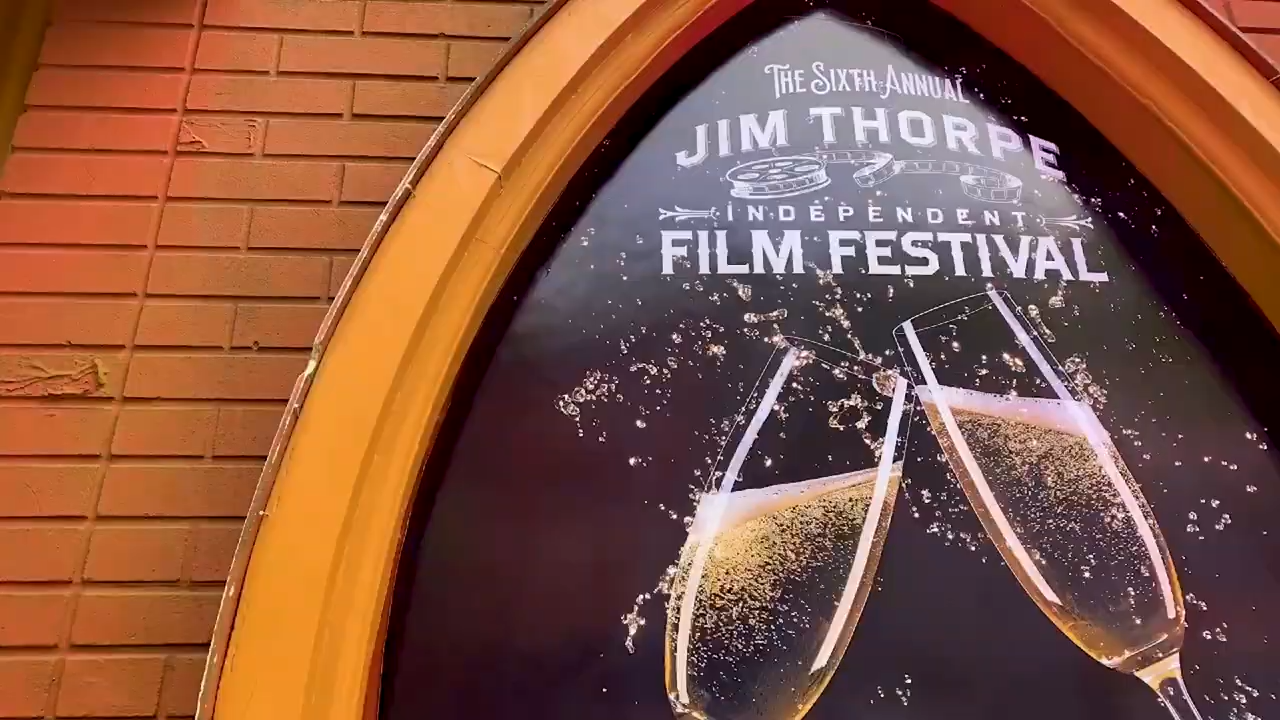 THE SIXTH ANNUAL
JIM THORPE
INDEPENDENT
FILM FESTIVAL